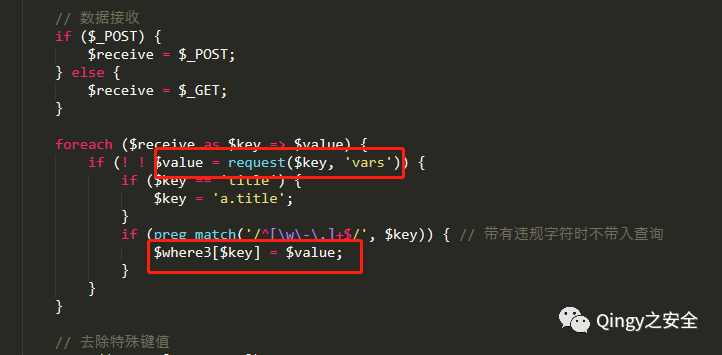 // 数据接收
if ($_POST) {
$receive = $_POST;
} else {
$receive = $_GET;
}
foreach ($receive as $key => $value) {
if (! ! $value = request($key, 'vars')) {
if ($key == 'title') {
$key = 'a.title';
}
if (preg_match('/^[\w\-\.]+$/', $key)) { // 带有违规字符时不带入查询
$where3[$key] = $value;
}
}
}
Qingy之安全
// 去除特殊键值